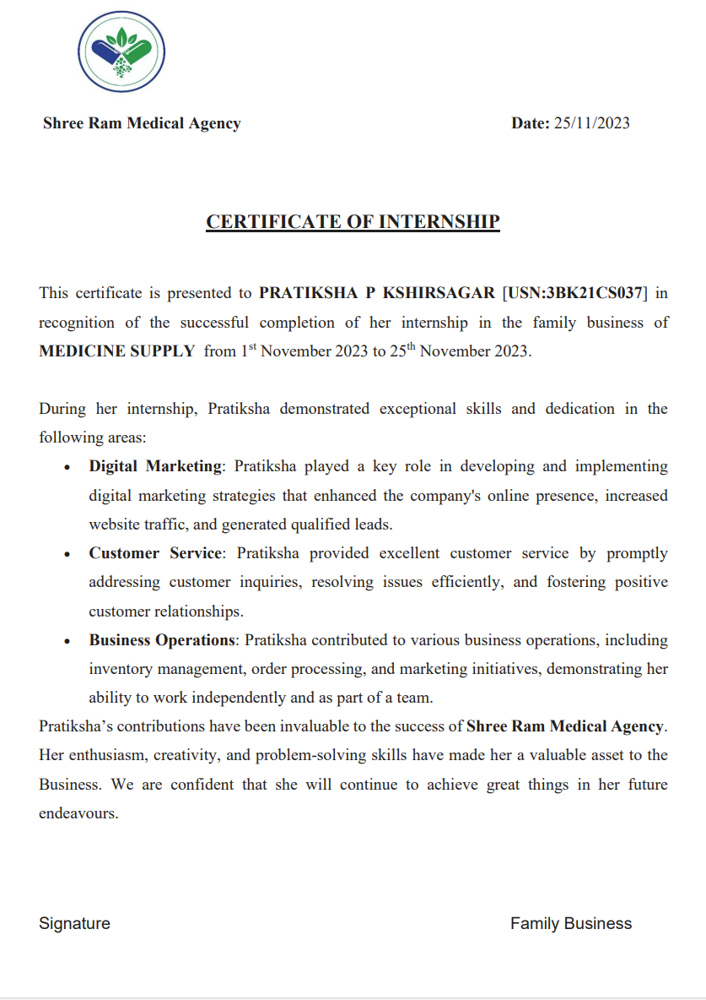 Shree Ram Medical Agency Date: 25/11/2023
CERTIFICATE OF INTERNSHIP
This certificate is presented to PRATIKSHA P KSHIRSAGAR [USN:3BK21CS037] in
recognition of the successful completion of her internship in the family business of
MEDICINE SUPPLY from 1st November 2023 to 25th November 2023.
During her internship, Pratiksha demonstrated exceptional skills and dedication in the
following areas:
• Digital Marketing: Pratiksha played a key role in developing and implementing
digital marketing strategies that enhanced the company's online presence, increased
website traffic, and generated qualified leads.
• Customer Service: Pratiksha provided excellent customer service by promptly
addressing customer inquiries, resolving issues efficiently, and fostering positive
customer relationships.
• Business Operations: Pratiksha contributed to various business operations, including
inventory management, order processing, and marketing initiatives, demonstrating her
ability to work independently and as part of a team.
Pratiksha’s contributions have been invaluable to the success of Shree Ram Medical Agency.
Her enthusiasm, creativity, and problem-solving skills have made her a valuable asset to the
Business. We are confident that she will continue to achieve great things in her future
endeavours.
Signature Family Business